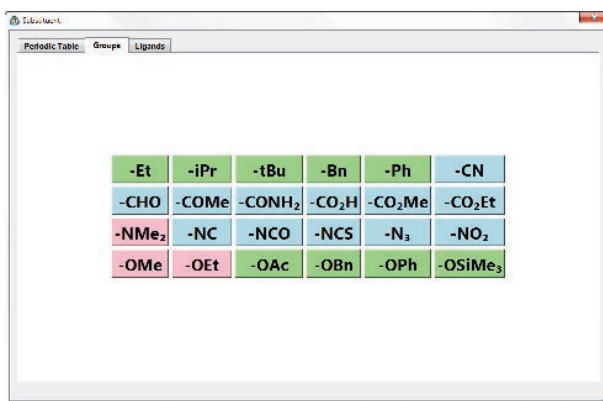 Substituent
Periodic Table Groups Ligands
-Et -iPr -tBu -Bn -Ph -CN
-CHO -COMe -CONH₂ -CO₂H -CO₂Me -CO₂Et
-NMe₂ -NC -NCO -NCS -N₃ -NO₂
-OMe -OEt -OAc -OBn -OPh -OSiMe₃